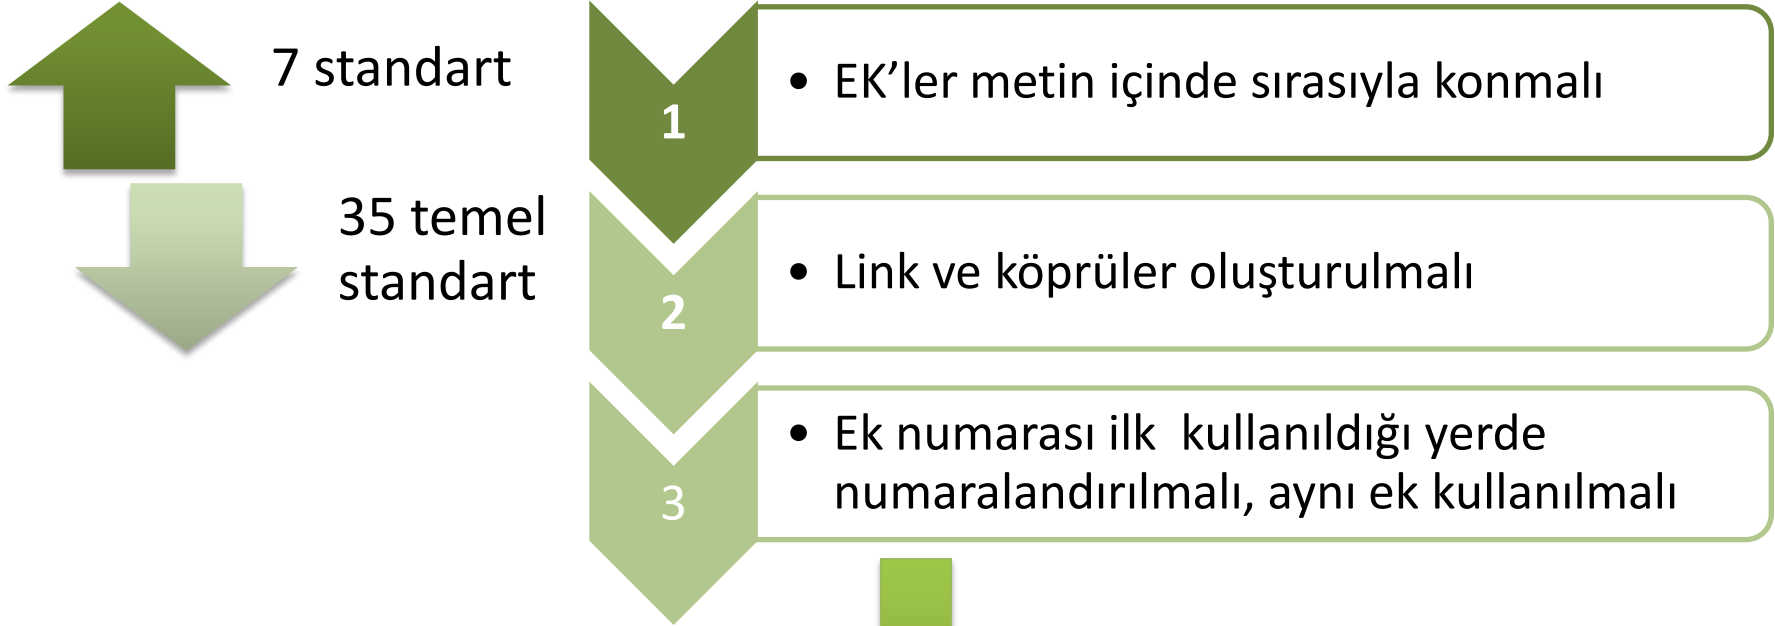 7 standart
35 temel
standart
1
• EK’ler metin içinde sırasıyla konmalı
2
• Link ve köprüler oluşturulmalı
3
• Ek numarası ilk  kullanıldığı yerde
numaralandırılmalı, aynı ek kullanılmalı